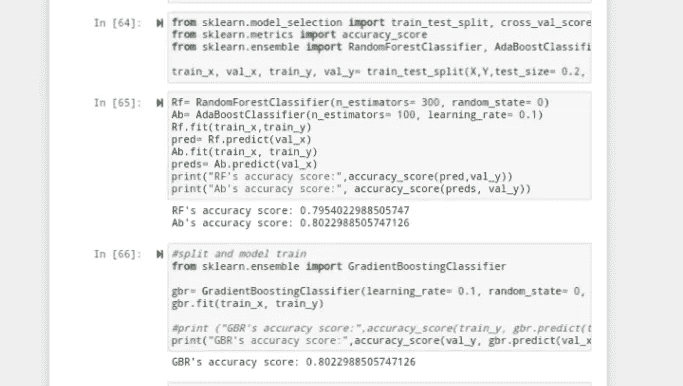 In [64]:
from sklearn.model_selection import train_test_split, cross_val_score
from sklearn.metrics import accuracy_score
from sklearn.ensemble import RandomForestClassifier, AdaBoostClassifi
train_x, val_x, train_y, val_y= train_test_split(X,Y,test_size= 0.2,
In [65]:
Rf= RandomForestClassifier(n_estimators= 300, random_state= 0)
Ab= AdaBoostClassifier(n_estimators= 100, learning_rate= 0.1)
Rf.fit(train_x,train_y)
pred= Rf.predict(val_x)
Ab.fit(train_x, train_y)
preds= Ab.predict(val_x)
print("RF's accuracy score:",accuracy_score(pred,val_y))
print("Ab's accuracy score:", accuracy_score(preds, val_y))
RF's accuracy score: 0.7954022988505747
Ab's accuracy score: 0.8022988505747126
In [66]:
#split and model train
from sklearn.ensemble import GradientBoostingClassifier
gbr= GradientBoostingClassifier(learning_rate= 0.1, random_state= 0,
gbr.fit(train_x, train_y)
#print ("GBR's accuracy score:",accuracy_score(train_y, gbr.predict(t
print("GBR's accuracy score:",accuracy_score(val_y, gbr.predict(val_x
GBR's accuracy score: 0.8022988505747126